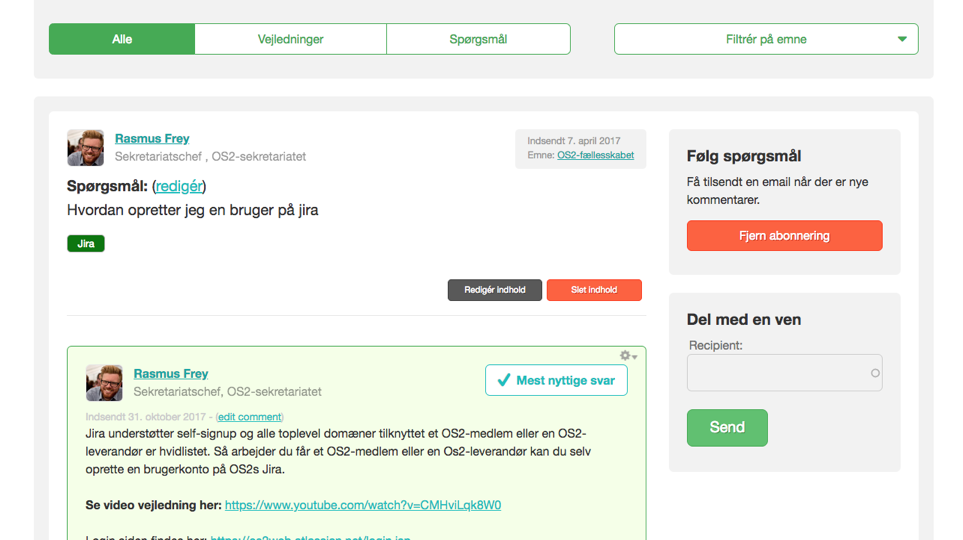 Alle
Vejledninger
Spørgsmål
Filtrér på emne
Rasmus Frey
Sekretariatschef , OS2-sekretariatet
Indsendt 7. april 2017
Emne: OS2-fællesskabet
Spørgsmål: (redigér)
Hvordan opretter jeg en bruger på jira
Jira
Redigér indhold
Slet indhold
Rasmus Frey
Sekretariatschef, OS2-sekretariatet
Mest nyttige svar
Indsendt 31. oktober 2017 - (edit comment)
Jira understøtter self-signup og alle toplevel domæner tilknyttet et OS2-medlem eller en OS2-
leverandør er hvidlistet. Så arbejder du får et OS2-medlem eller en Os2-leverandør kan du selv
oprette en brugerkonto på OS2s Jira.
Se video vejledning her: https://www.youtube.com/watch?v=CMHviLqk8W0
Følg spørgsmål
Få tilsendt en email når der er nye
kommentarer.
Fjern abonnering
Del med en ven
Recipient:
Send